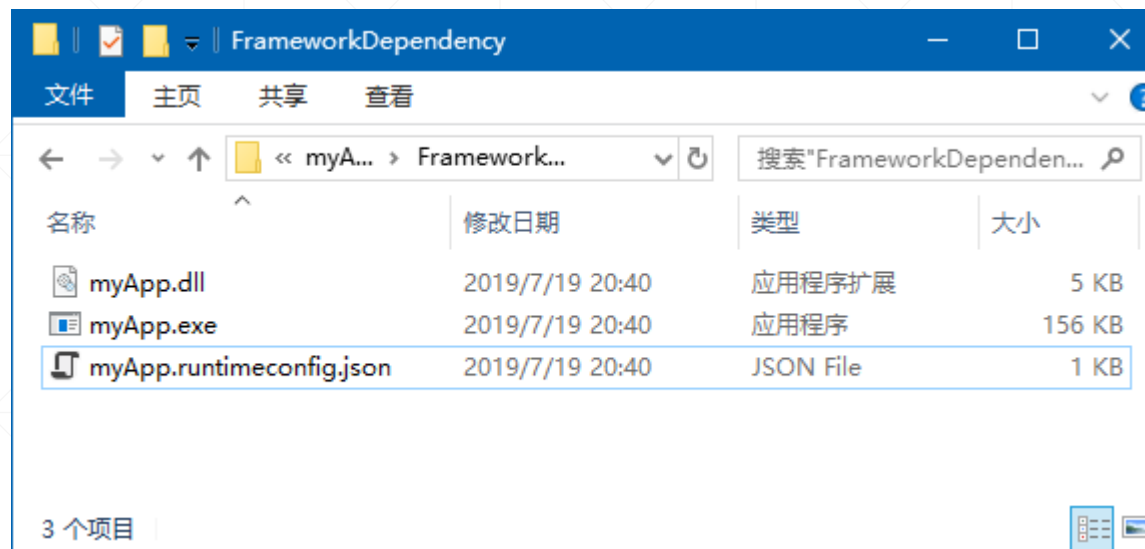 FrameworkDependency
文件 主页 共享 查看
« myA... › Framework... 搜索"FrameworkDependen...
名称 修改日期 类型 大小
myApp.dll 2019/7/19 20:40 应用程序扩展 5 KB
myApp.exe 2019/7/19 20:40 应用程序 156 KB
myApp.runtimeconfig.json 2019/7/19 20:40 JSON File 1 KB
3 个项目